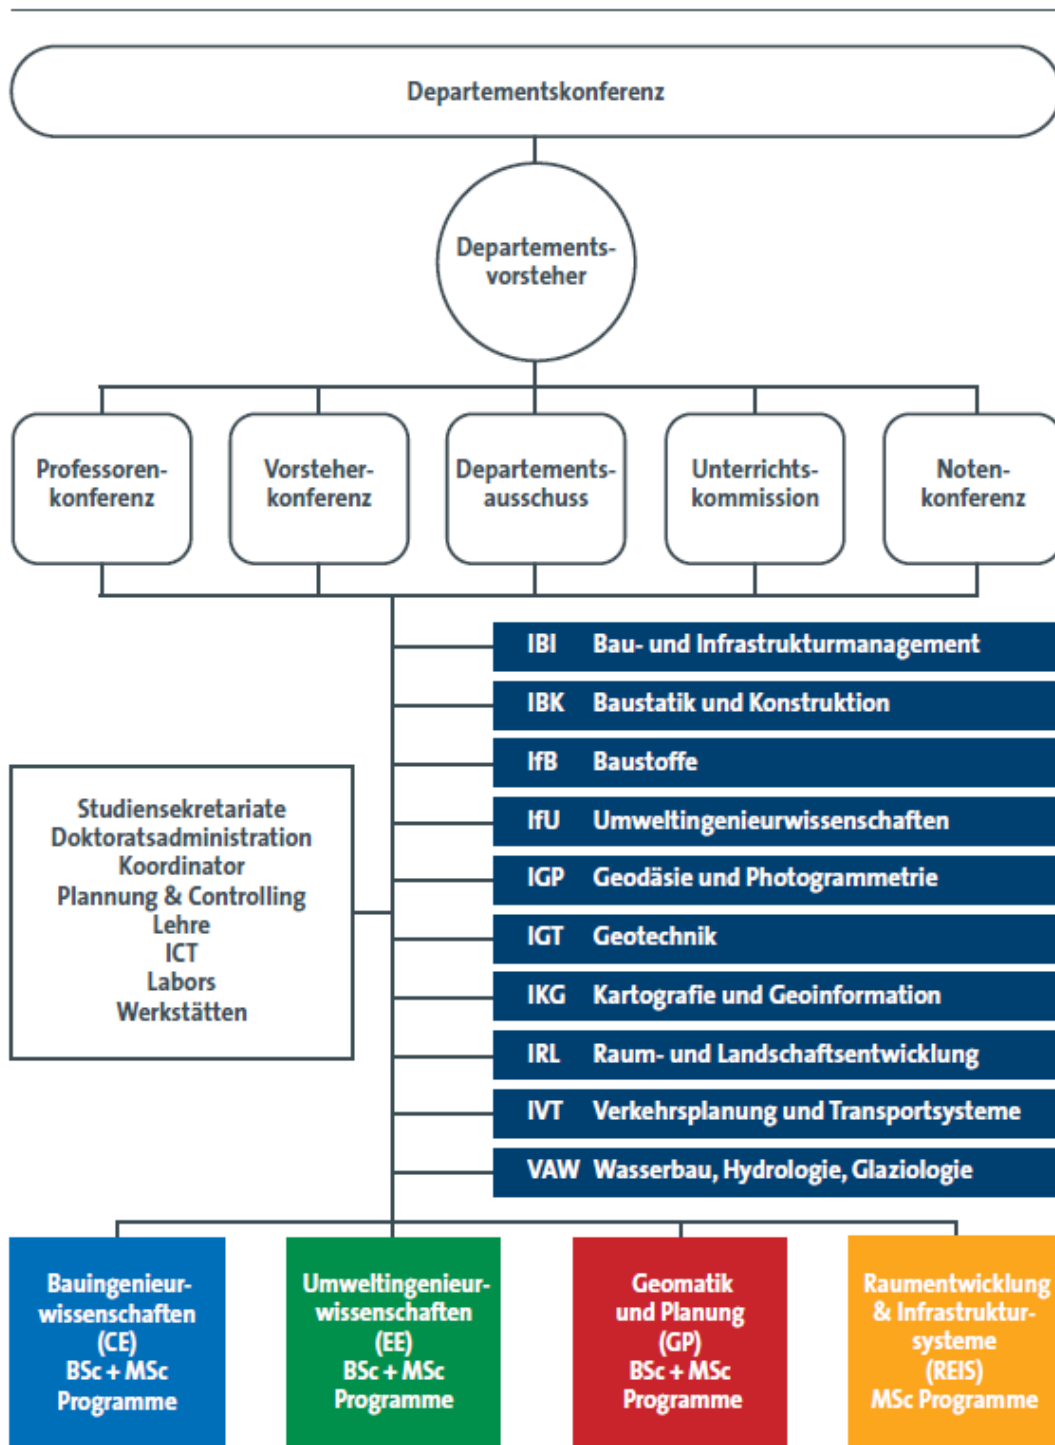 Departementskonferenz
Departements-
vorsteher
Professoren-
konferenz
Vorsteher-
konferenz
Departements-
ausschuss
Unterrichts-
kommission
Noten-
konferenz
IBI Bau- und Infrastrukturmanagement
IBK Baustatik und Konstruktion
IfB Baustoffe
IfU Umweltingenieurwissenschaften
IGP Geodäsie und Photogrammetrie
IGT Geotechnik
IKG Kartografie und Geoinformation
IRL Raum- und Landschaftsentwicklung
IVT Verkehrsplanung und Transportsysteme
VAW Wasserbau, Hydrologie, Glaziologie
Studiensekretariate
Doktoratsadministration
Koordinator
Plannung & Controlling
Lehre
ICT
Labors
Werkstätten
Bauingenieur-
wissenschaften
(CE)
BSc + MSc
Programme
Umweltingenieur-
wissenschaften
(EE)
BSc + MSc
Programme
Geomatik
und Planung
(GP)
BSc + MSc
Programme
Raumentwicklung
& Infrastruktur-
systeme
(REIS)
MSc Programme